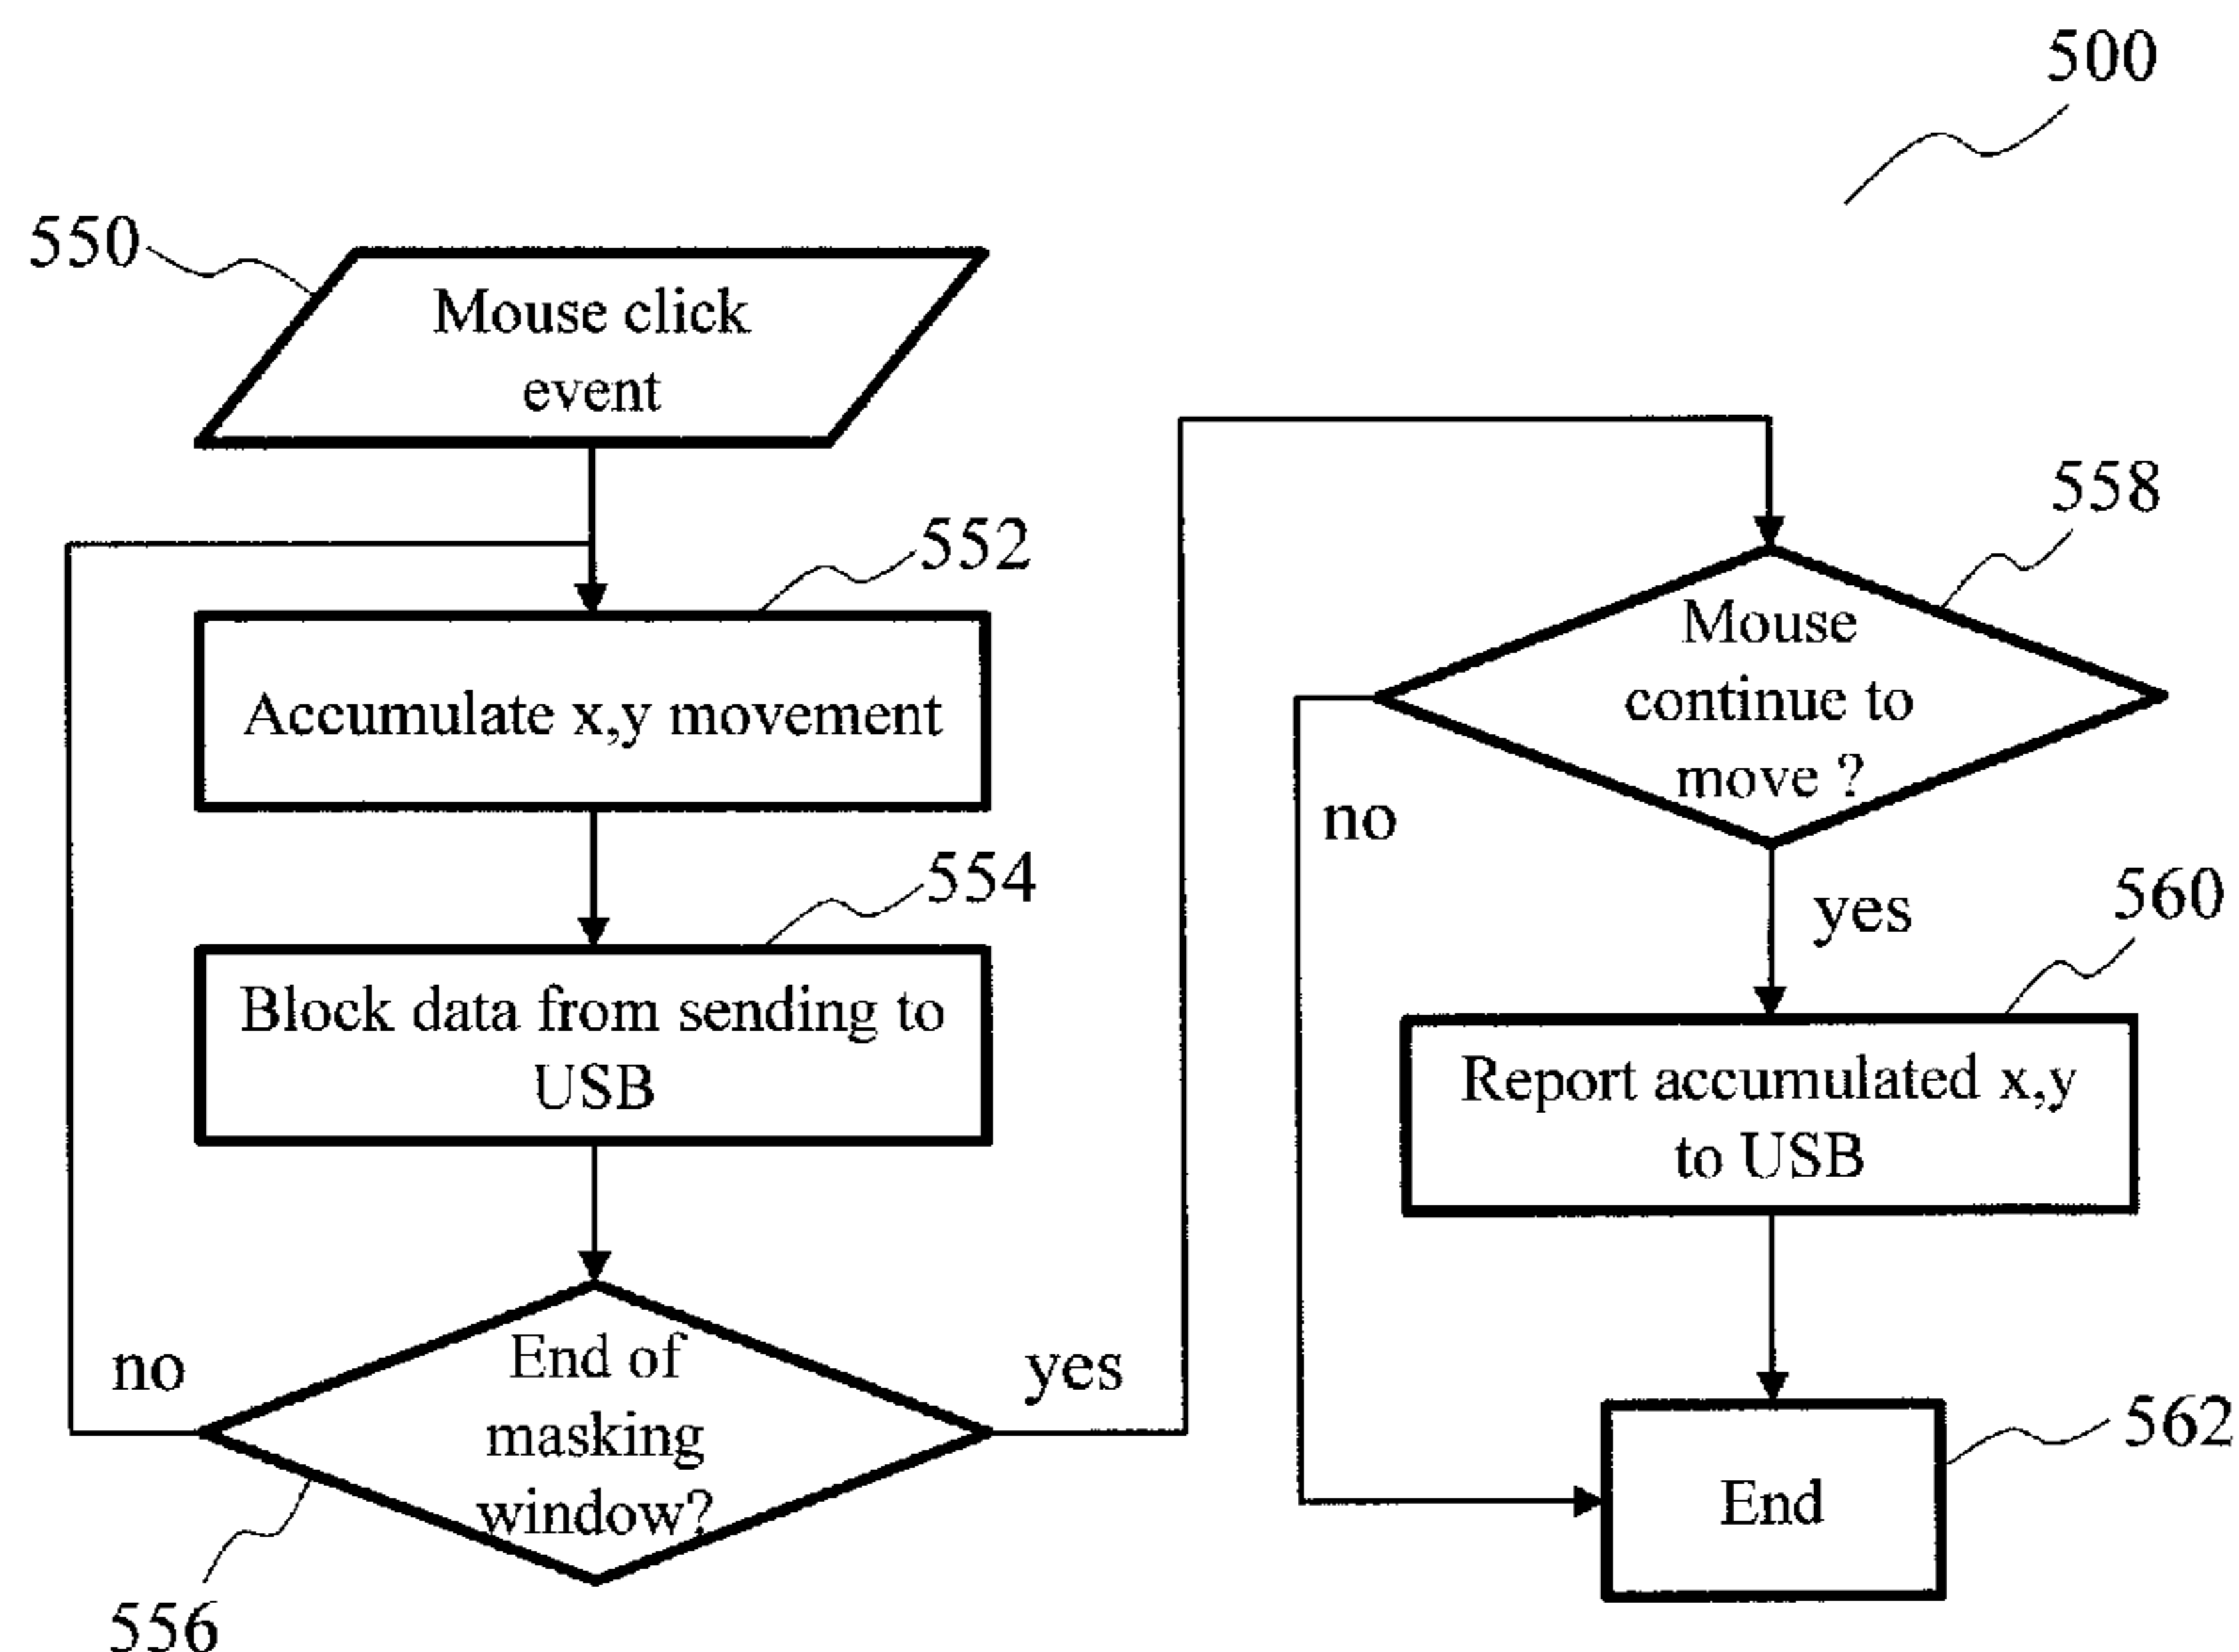 500
550
Mouse click
event
552
Accumulate x,y movement
554
Block data from sending to
USB
End of
masking
window?
no
yes
556
558
Mouse
continue to
move ?
no
yes
560
Report accumulated x,y
to USB
562
End